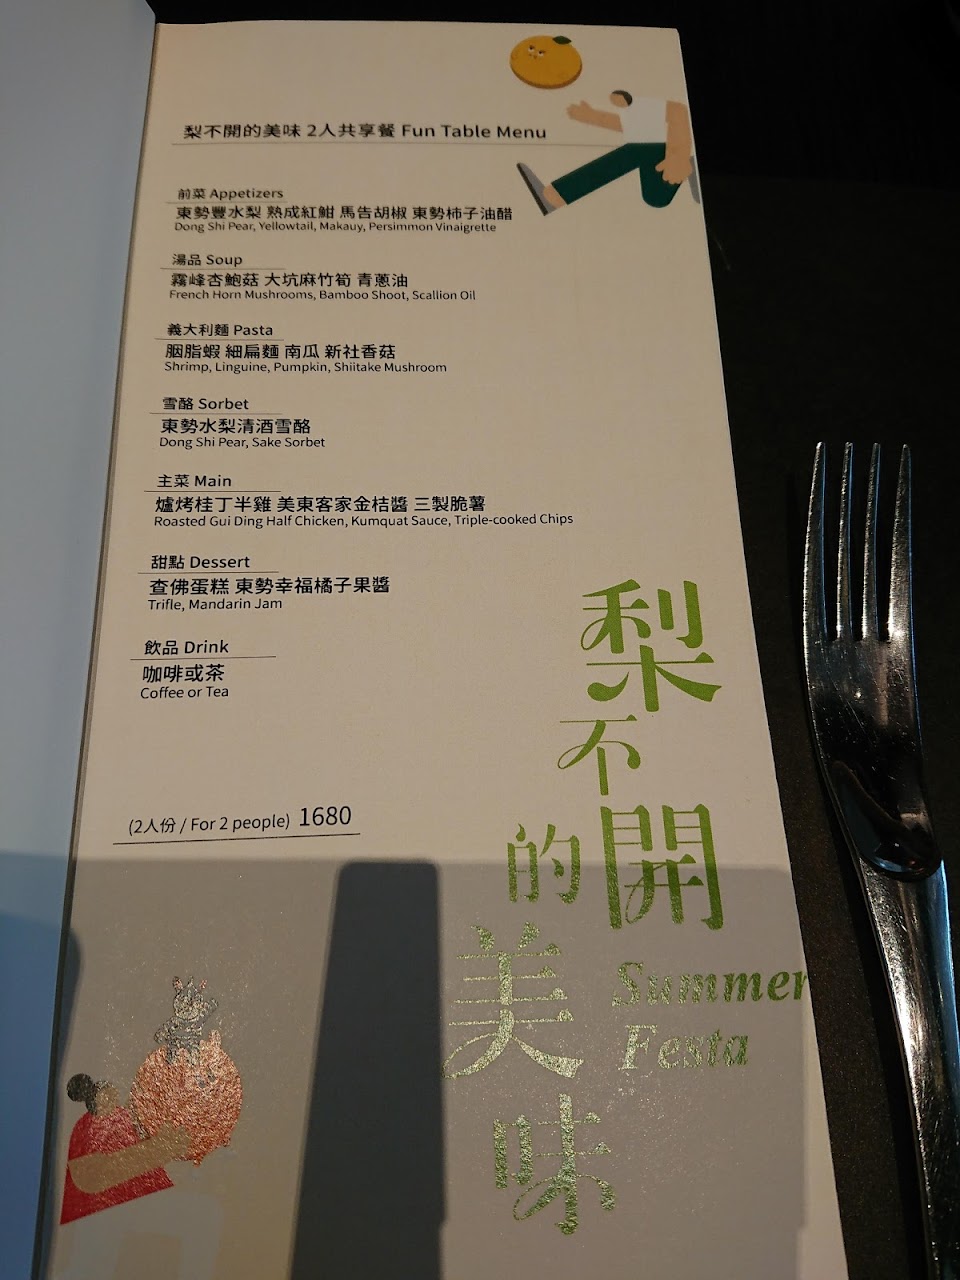 梨不開的美味 2人共享餐 Fun Table Menu
前菜 Appetizers
東勢豐水梨 熟成紅魽 馬告胡椒 東勢柿子油醋
Dong Shi Pear, Yellowtail, Makauy, Persimmon Vinaigrette
湯品 Soup
霧峰杏鮑菇 大坑麻竹筍 青蔥油
French Horn Mushrooms, Bamboo Shoot, Scallion Oil
義大利麵 Pasta
胭脂蝦 細扁麵 南瓜 新社香菇
Shrimp, Linguine, Pumpkin, Shiitake Mushroom
雪酪 Sorbet
東勢水梨清酒雪酪
Dong Shi Pear, Sake Sorbet
主菜 Main
爐烤桂丁半雞 美東客家金桔醬 三製脆薯
Roasted Gui Ding Half Chicken, Kumquat Sauce, Triple-cooked Chips
甜點 Dessert
查佛蛋糕 東勢幸福橘子果醬
Trifle, Mandarin Jam
飲品 Drink
咖啡或茶
Coffee or Tea
(2人份 / For 2 people) 1680
梨不開
的美味
Summer
Festa